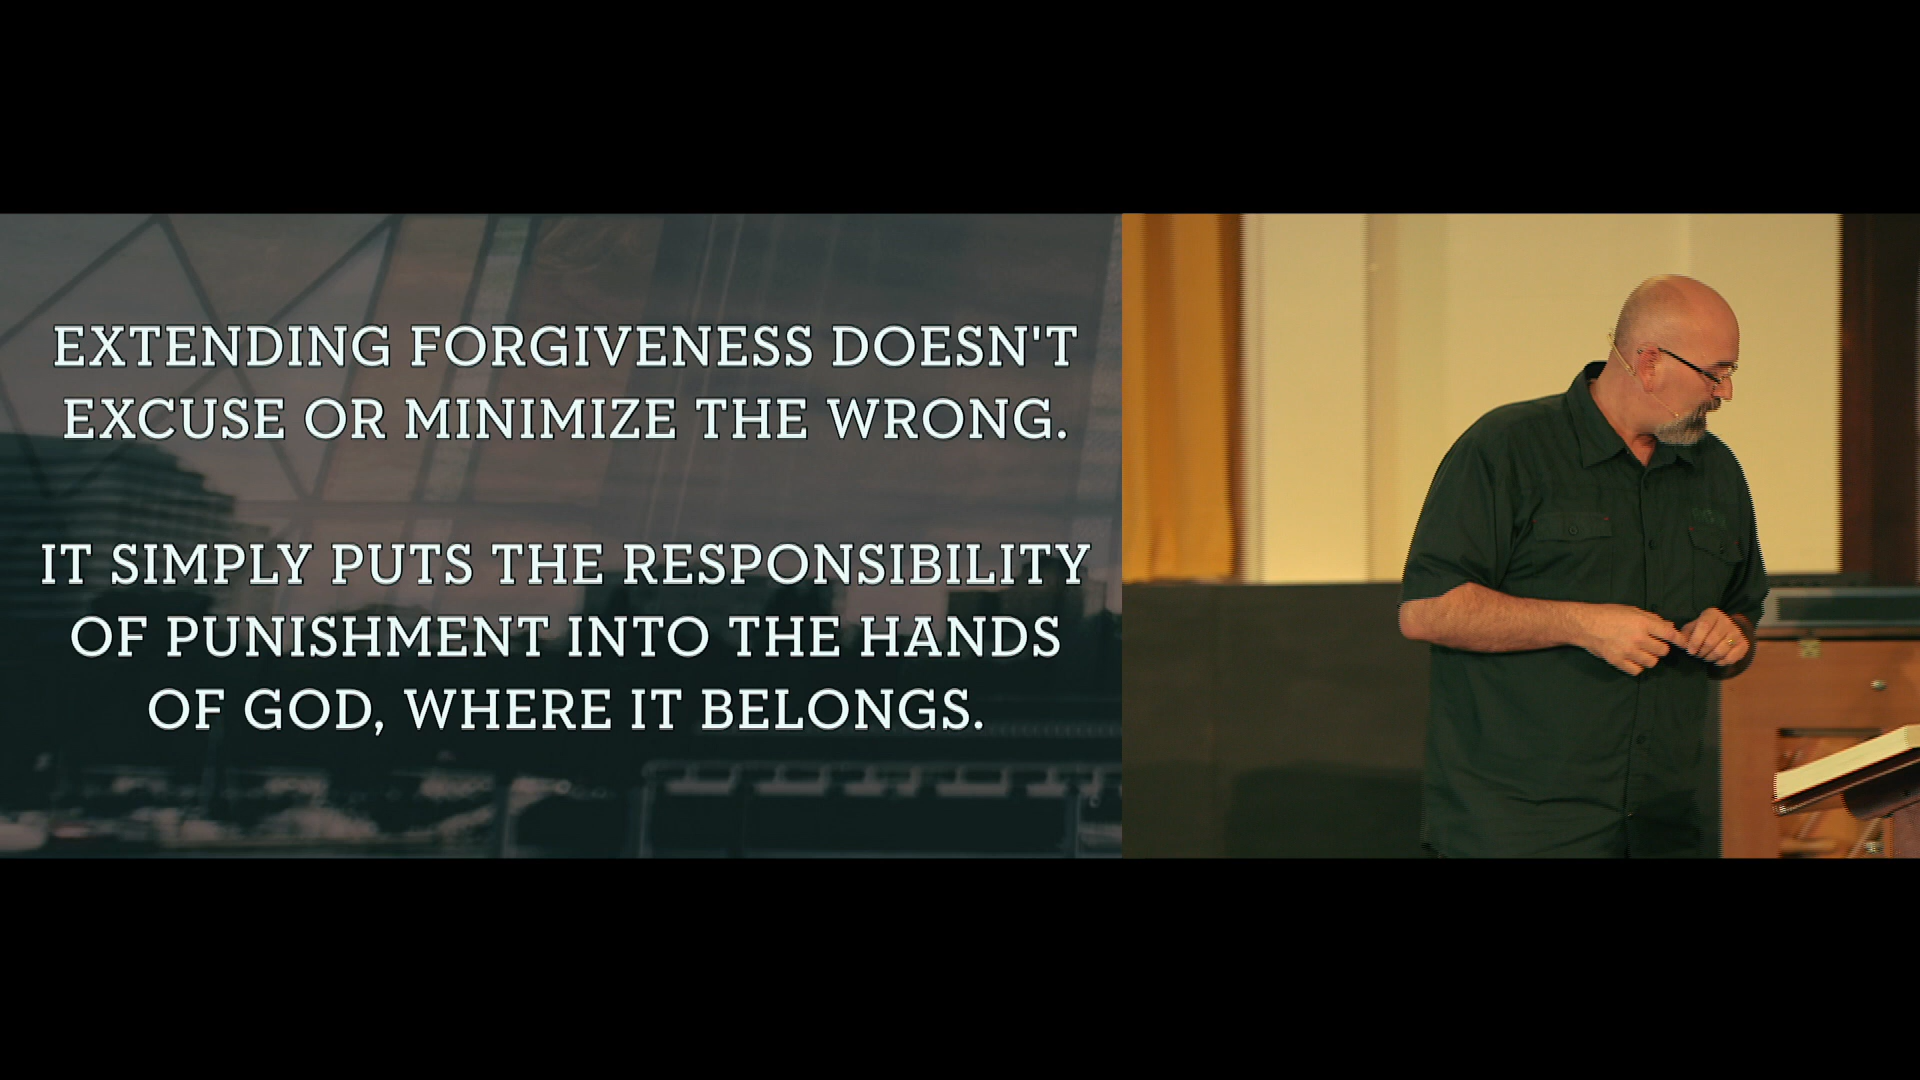 EXTENDING FORGIVENESS DOESN'T
EXCUSE OR MINIMIZE THE WRONG.
IT SIMPLY PUTS THE RESPONSIBILITY
OF PUNISHMENT INTO THE HANDS
OF GOD, WHERE IT BELONGS.